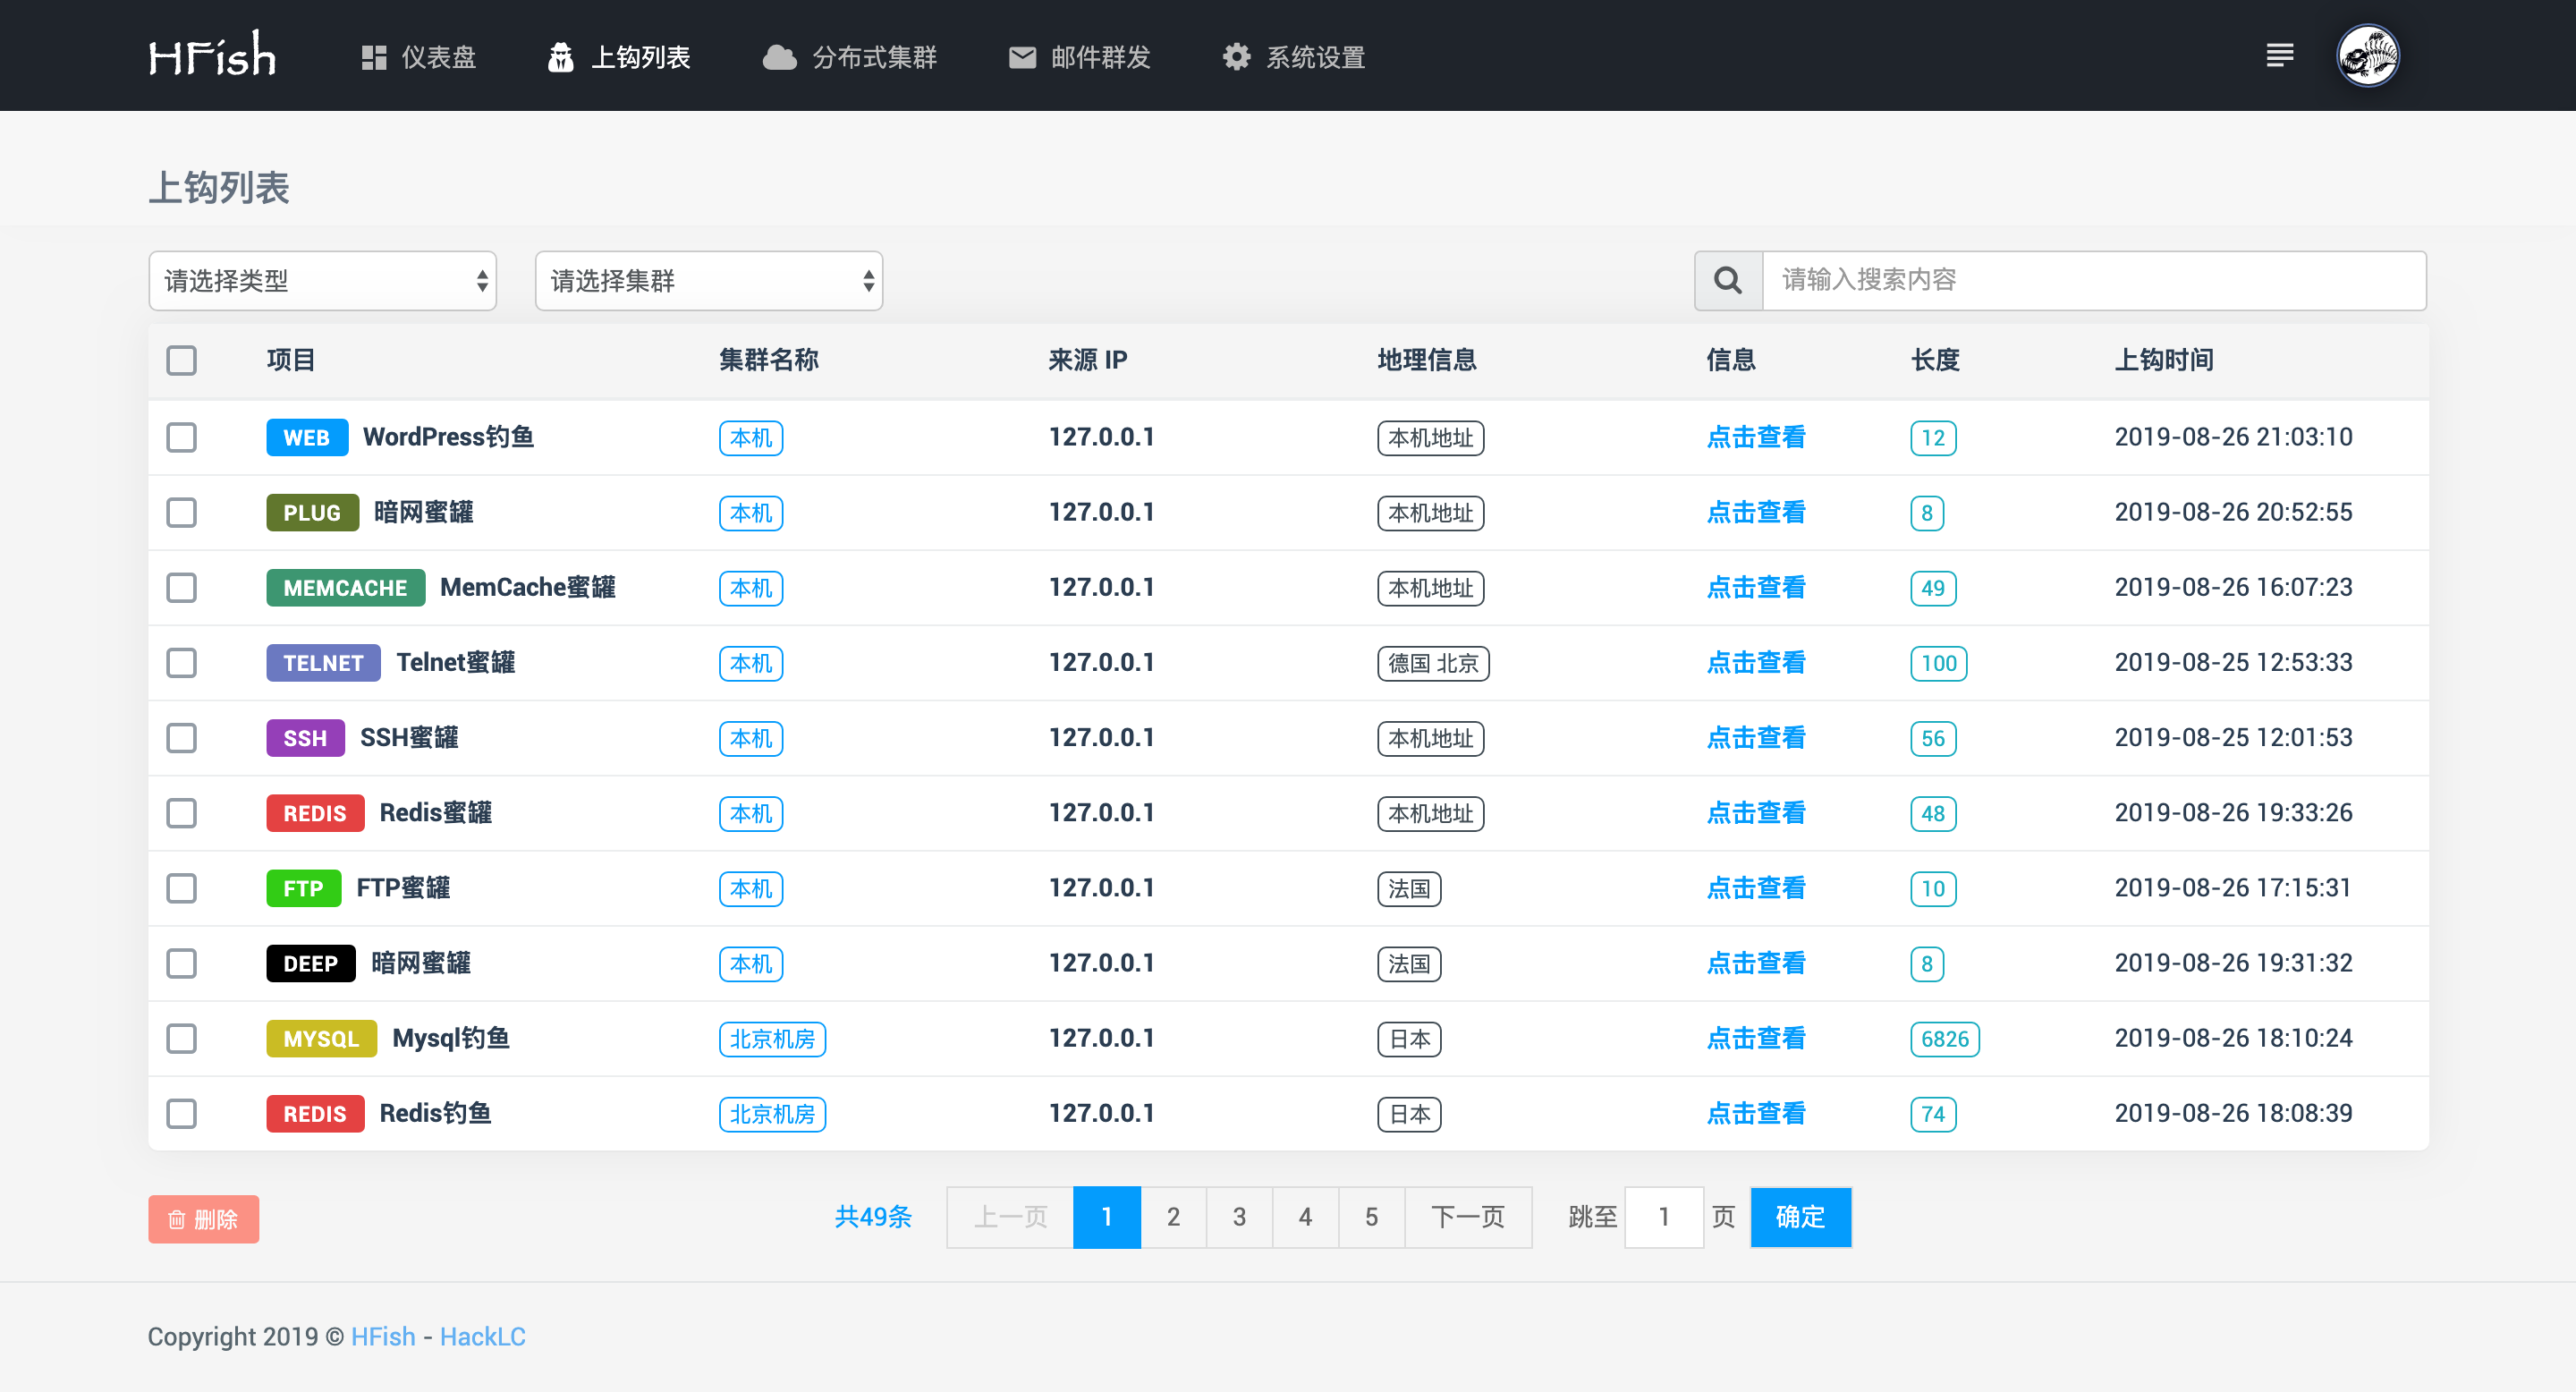 HFish 仪表盘 上钩列表 分布式集群 邮件群发 系统设置
上钩列表
请选择类型 请选择集群 请输入搜索内容
项目 集群名称 来源 IP 地理信息 信息 长度 上钩时间
WEB WordPress钓鱼 本机 127.0.0.1 本机地址 点击查看 12 2019-08-26 21:03:10
PLUG 暗网蜜罐 本机 127.0.0.1 本机地址 点击查看 8 2019-08-26 20:52:55
MEMCACHE MemCache蜜罐 本机 127.0.0.1 本机地址 点击查看 49 2019-08-26 16:07:23
TELNET Telnet蜜罐 本机 127.0.0.1 德国 北京 点击查看 100 2019-08-25 12:53:33
SSH SSH蜜罐 本机 127.0.0.1 本机地址 点击查看 56 2019-08-25 12:01:53
REDIS Redis蜜罐 本机 127.0.0.1 本机地址 点击查看 48 2019-08-26 19:33:26
FTP FTP蜜罐 本机 127.0.0.1 法国 点击查看 10 2019-08-26 17:15:31
DEEP 暗网蜜罐 本机 127.0.0.1 法国 点击查看 8 2019-08-26 19:31:32
MYSQL Mysql钓鱼 北京机房 127.0.0.1 日本 点击查看 6826 2019-08-26 18:10:24
REDIS Redis钓鱼 北京机房 127.0.0.1 日本 点击查看 74 2019-08-26 18:08:39
删除 共49条 上一页 1 2 3 4 5 下一页 跳至 1 页 确定
Copyright 2019 © HFish - HackLC